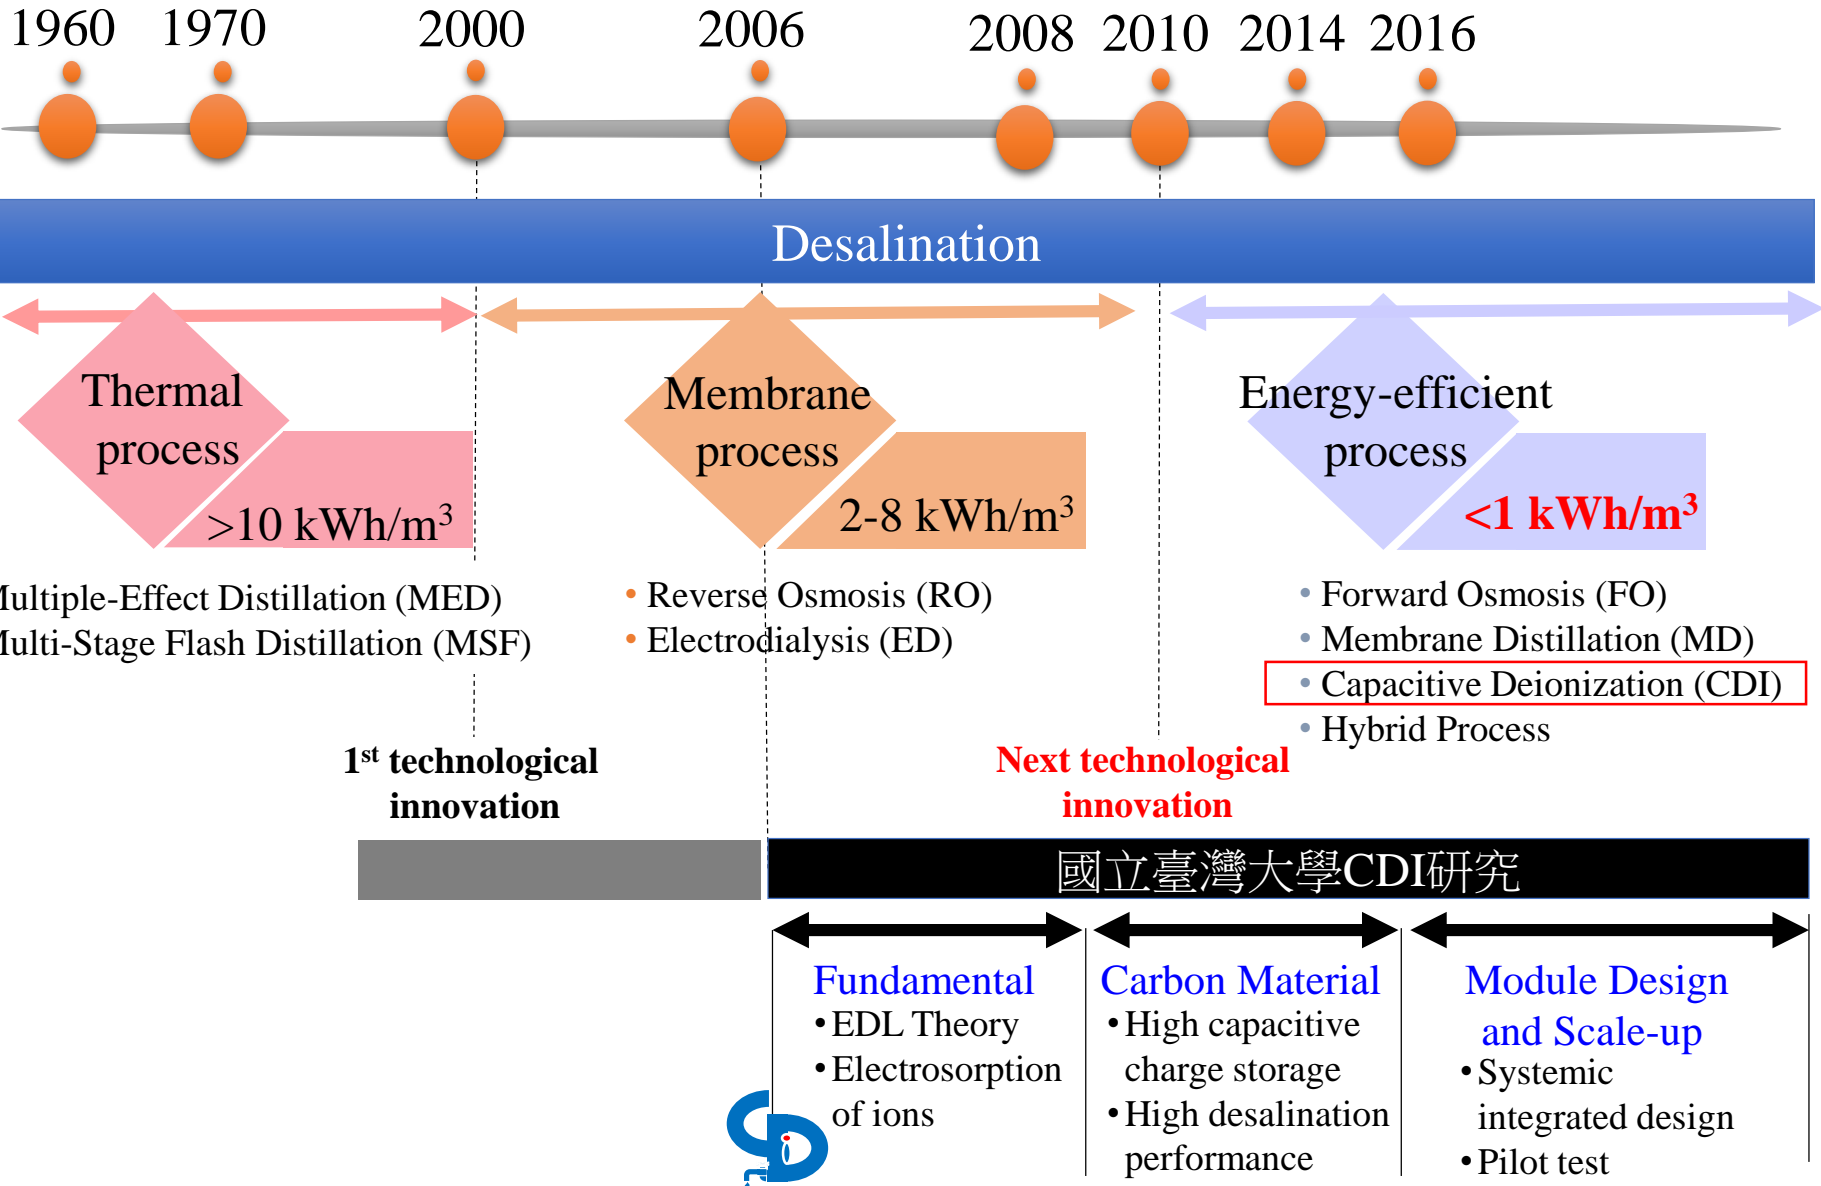 1960 1970 2000 2006 2008 2010 2014 2016
Desalination
Thermal
process
>10 kWh/m³
Multiple-Effect Distillation (MED)
Multi-Stage Flash Distillation (MSF)
Membrane
process
2-8 kWh/m³
• Reverse Osmosis (RO)
• Electrodialysis (ED)
Energy-efficient
process
<1 kWh/m³
• Forward Osmosis (FO)
• Membrane Distillation (MD)
• Capacitive Deionization (CDI)
• Hybrid Process
1st technological
innovation
Next technological
innovation
國立臺灣大學CDI研究
Fundamental
• EDL Theory
• Electrosorption
of ions
Carbon Material
• High capacitive
charge storage
• High desalination
performance
Module Design
and Scale-up
• Systemic
integrated design
• Pilot test